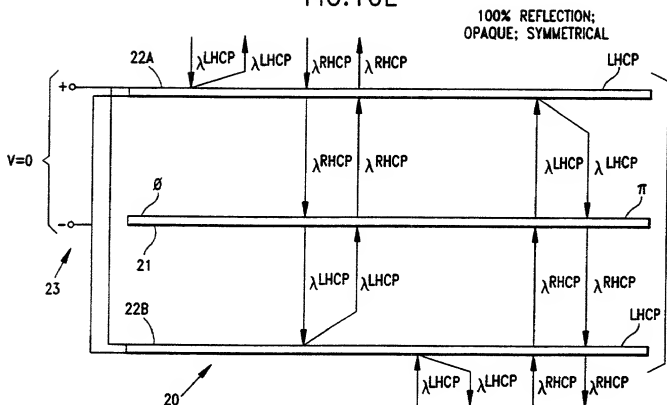 FIG.10E
100% REFLECTION;
OPAQUE; SYMMETRICAL
22A
λLHCP
λLHCP
λRHCP
λRHCP
LHCP
+
V=0
λRHCP
λRHCP
λLHCP
λLHCP
Ø
π
-
21
23
λLHCP
λLHCP
λRHCP
λRHCP
22B
LHCP
λLHCP
λLHCP
λRHCP
λRHCP
20